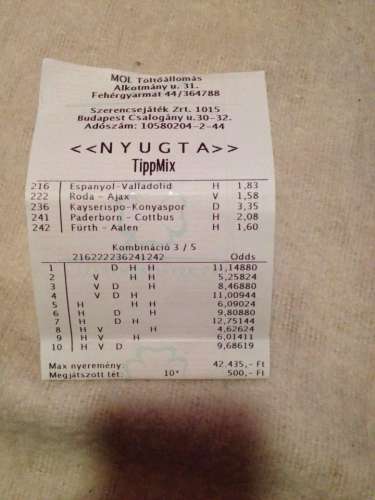 MOL Töltőállomás
Alkotmány u. 31.
Fehérgyarmat 44/364788
Szerencsejáték Zrt. 1015
Budapest Csalogány u.30-32.
Adószám: 10580204-2-44
<<NYUGTA>>
TippMix
216 Espanyol-Valladolid H 1,83
222 Roda - Ajax V 1,58
236 Kayserispo-Konyaspor D 3,35
241 Paderborn - Cottbus H 2,08
242 Fürth - Aalen H 1,60
Kombináció 3 / 5
216222236241242 Odds
1 D H H 11,14880
2 V H H 5,25824
3 V D H 8,46880
4 V D H 11,00944
5 H H H 6,09024
6 H D H 9,80880
7 H D H 12,75144
8 H V H 4,62624
9 H V H 6,01411
10 H V D 9,68619
Max nyeremény: 42.435,- Ft
Megjátszott tét: 10* 500,- Ft